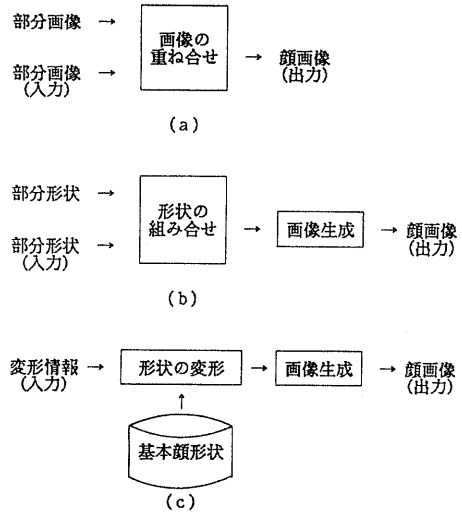 部分画像 →
部分画像 →
(入力)
画像の
重ね合せ
→ 顔画像
(出力)
(a)
部分形状 →
部分形状 →
(入力)
形状の
組み合せ
→ 画像生成 → 顔画像
(出力)
(b)
変形情報 → 形状の変形 → 画像生成 → 顔画像
(入力)
(出力)
↑
基本顔形状
(c)